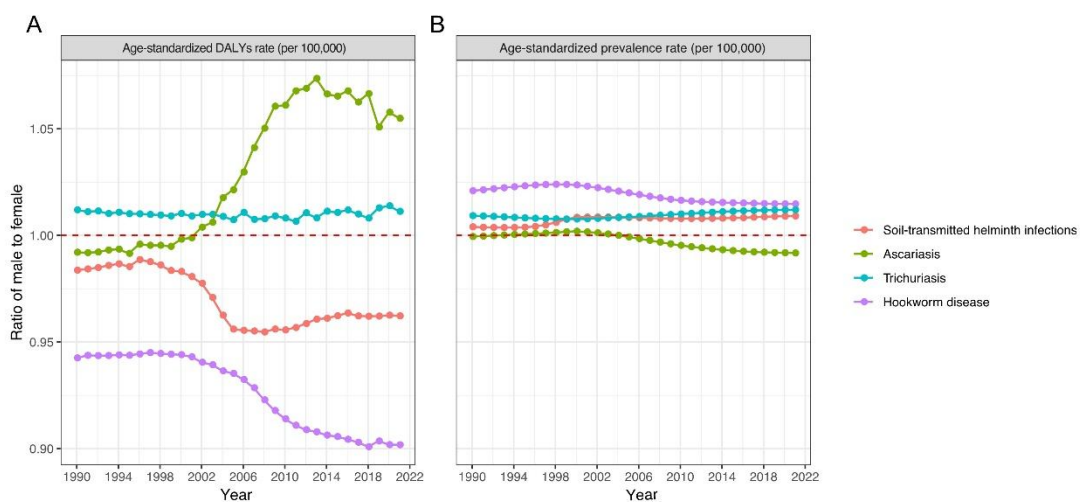 A
B
Age-standardized DALYs rate (per 100,000)
Age-standardized prevalence rate (per 100,000)
Ratio of male to female
1.05
1.00
0.95
0.90
1990 1994 1998 2002 2006 2010 2014 2018 2022
1990 1994 1998 2002 2006 2010 2014 2018 2022
Year
Year
Soil-transmitted helminth infections
Ascariasis
Trichuriasis
Hookworm disease